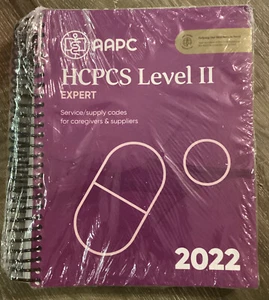 AAPC
HCPCS Level II
EXPERT
Service/supply codes
for caregivers & suppliers
2022